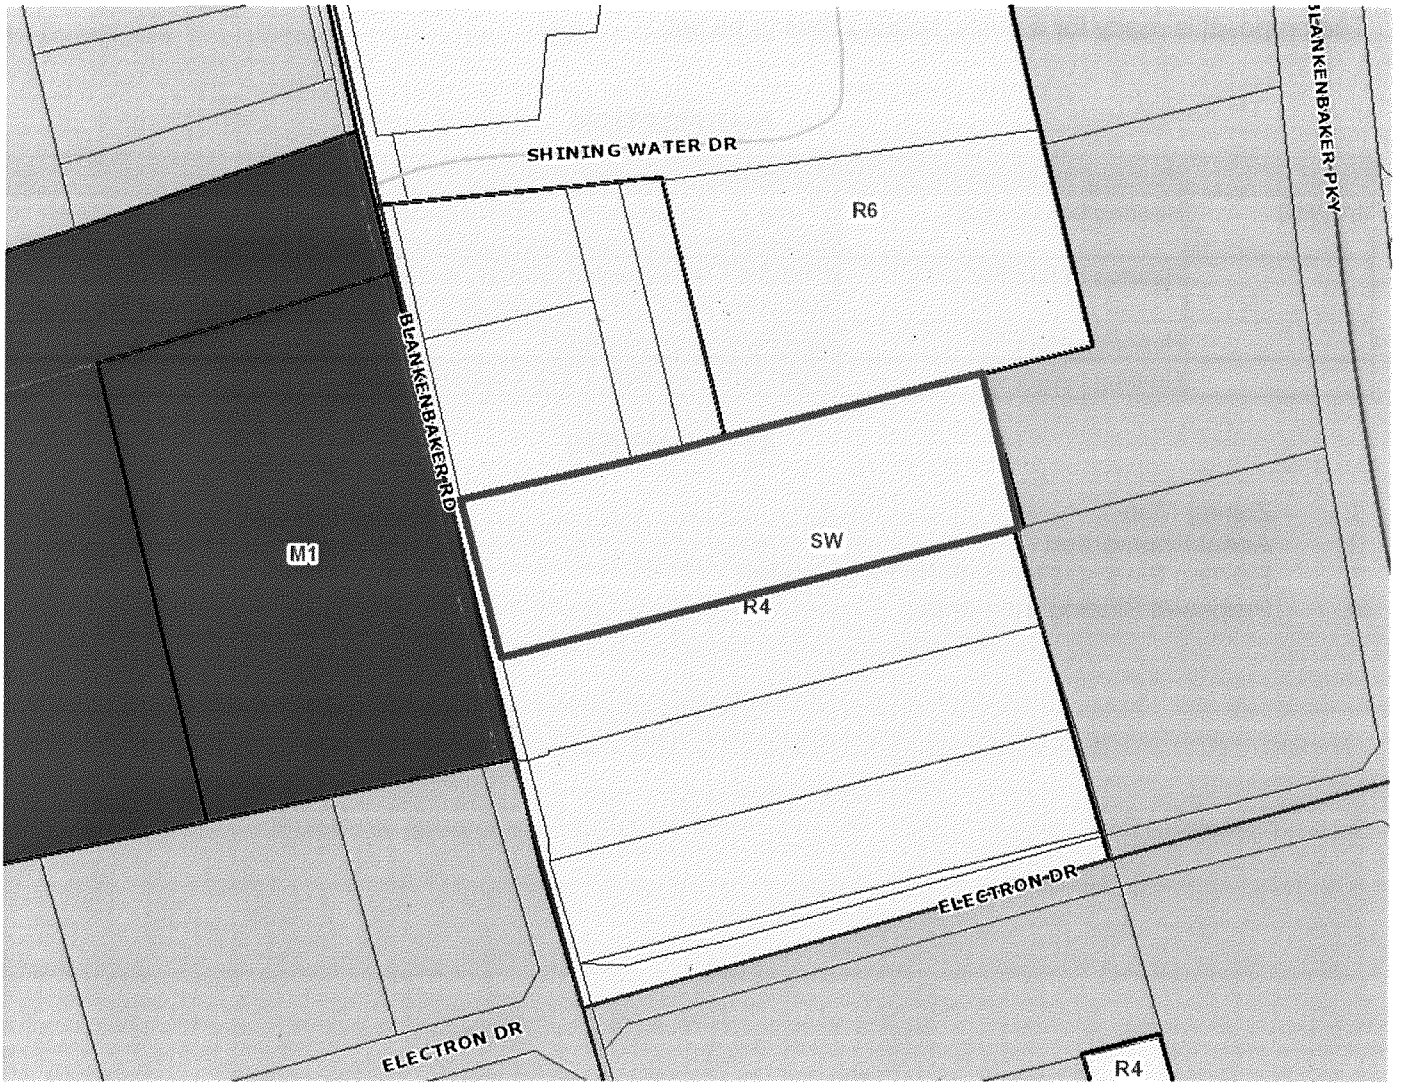 BLANKENBAKER PKY
SHINING WATER DR
R6
BLANKENBAKER RD
M1
SW
R4
ELECTRON DR
ELECTRON DR
R4